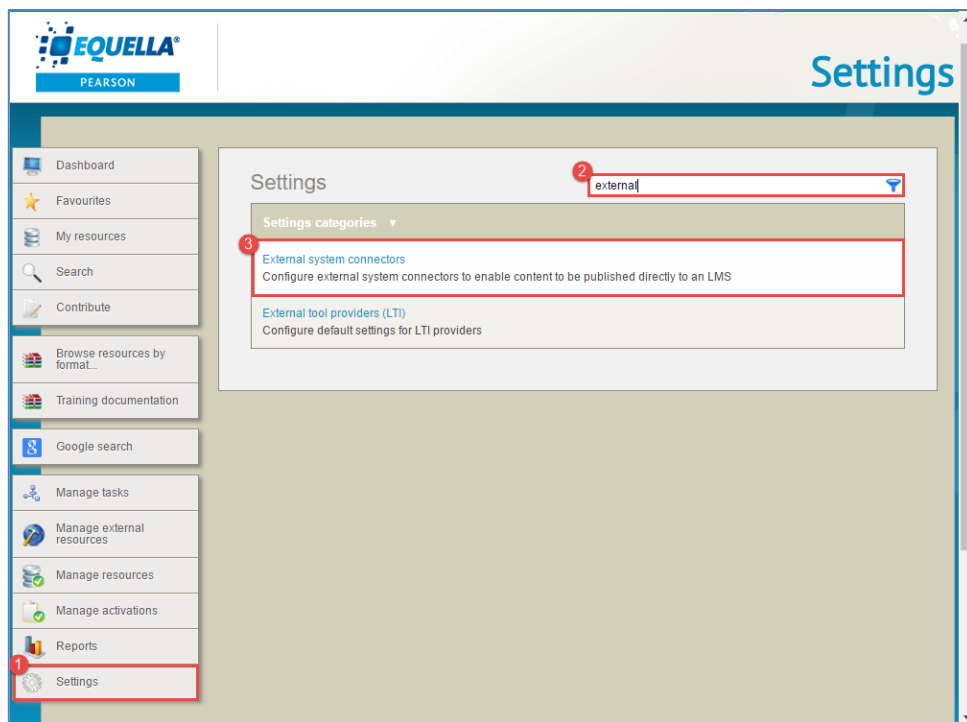 EQUELLA®
PEARSON
Settings
Dashboard
Favourites
My resources
Search
Contribute
Browse resources by
format...
Training documentation
8
Google search
Manage tasks
Manage external
resources
Manage resources
Manage activations
Reports
1
Settings
Settings
2
external
Settings categories ▼
3
External system connectors
Configure external system connectors to enable content to be published directly to an LMS
External tool providers (LTI)
Configure default settings for LTI providers